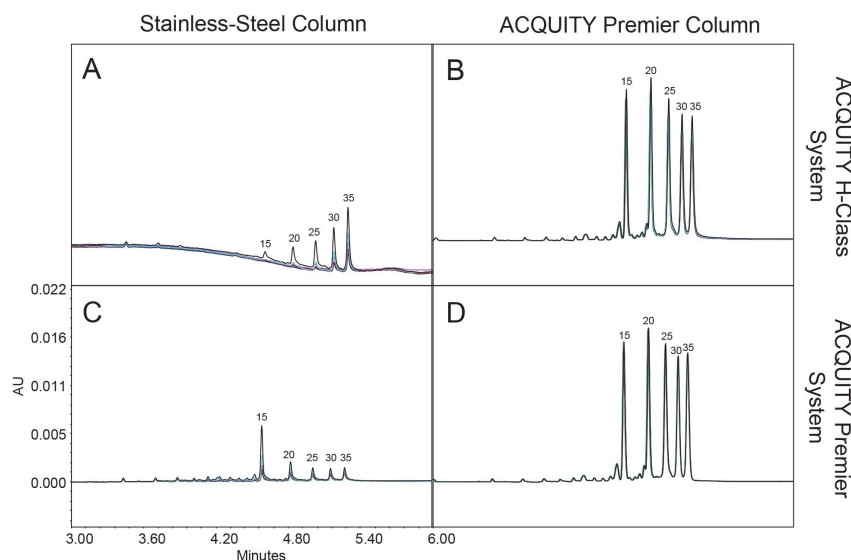 Stainless-Steel Column
ACQUITY Premier Column
A
15
20
25
30
35
B
15
20
25
30
35
ACQUITY H-Class
System
C
15
20
25
30
35
D
15
20
25
30
35
ACQUITY Premier
System
0.022
0.016
0.011
0.005
0.000
AU
3.00
3.60
4.20
4.80
5.40
6.00
Minutes